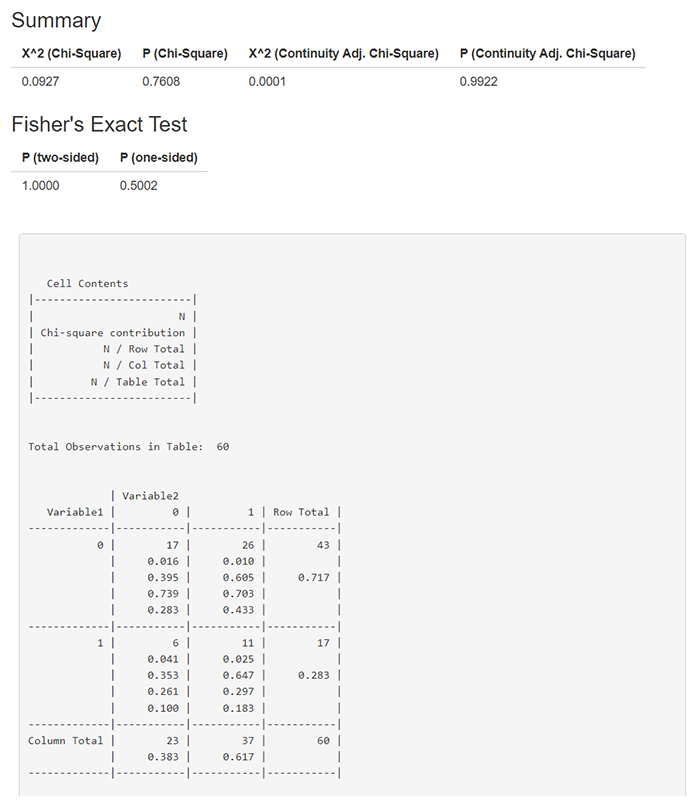 Summary
X^2 (Chi-Square) P (Chi-Square) X^2 (Continuity Adj. Chi-Square) P (Continuity Adj. Chi-Square)
0.0927 0.7608 0.0001 0.9922
Fisher's Exact Test
P (two-sided) P (one-sided)
1.0000 0.5002
Cell Contents
|-------------------------|
| N |
| Chi-square contribution |
| N / Row Total |
| N / Col Total |
| N / Table Total |
|-------------------------|
Total Observations in Table: 60
| Variable2
Variable1 | 0 | 1 | Row Total |
-------------|-----------|-----------|-----------|
0 | 17 | 26 | 43 |
| 0.016 | 0.010 | |
| 0.395 | 0.605 | 0.717 |
| 0.739 | 0.703 | |
| 0.283 | 0.433 | |
-------------|-----------|-----------|-----------|
1 | 6 | 11 | 17 |
| 0.041 | 0.025 | |
| 0.353 | 0.647 | 0.283 |
| 0.261 | 0.297 | |
| 0.100 | 0.183 | |
-------------|-----------|-----------|-----------|
Column Total | 23 | 37 | 60 |
| 0.383 | 0.617 | |
-------------|-----------|-----------|-----------|